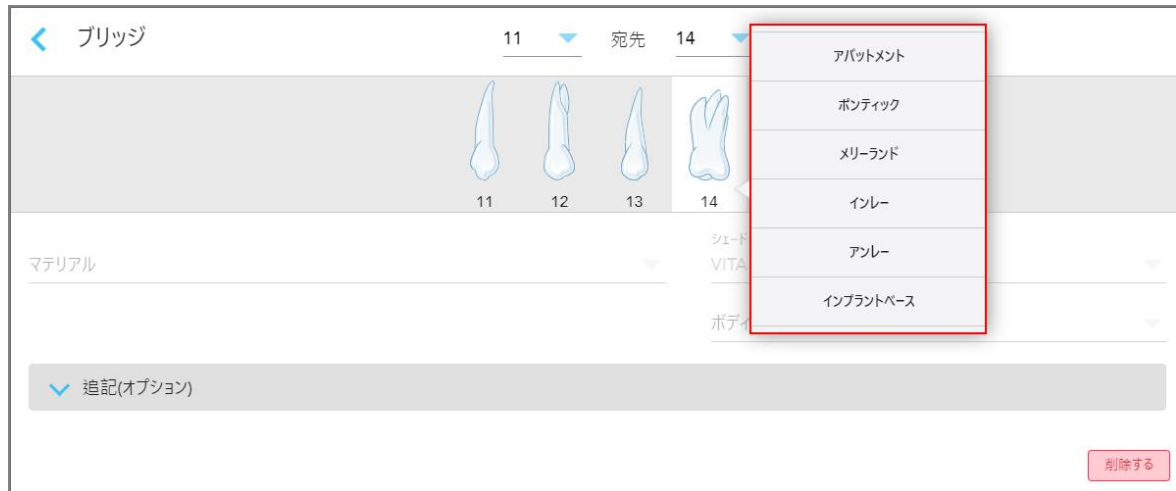 ブリッジ
11 宛先 14
11 12 13 14
アバットメント
ポンティック
メリーランド
インレー
アンレー
インプラントベース
マテリアル
シェード
VITA
ボディ
追記(オプション)
削除する